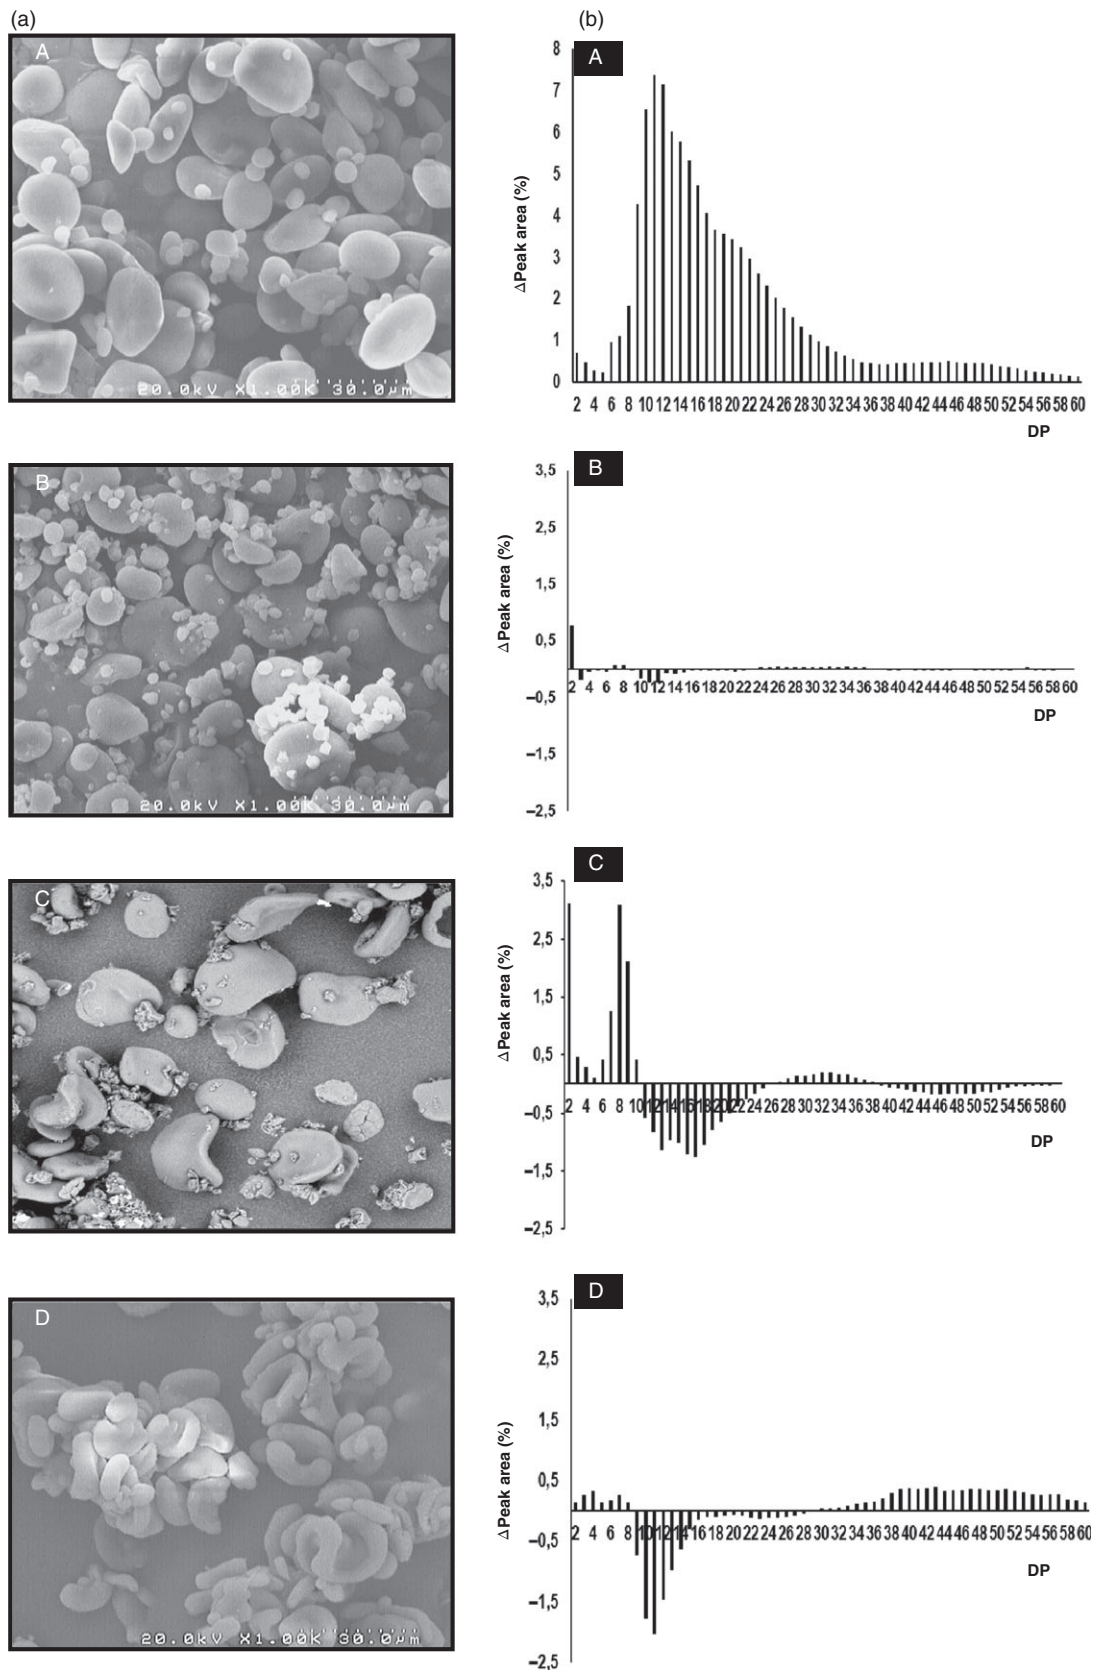 (a)
(b)
A
20.0kV X1.00K 30.0µm
A
8
7
6
5
4
3
2
1
0
ΔPeak area (%)
2 4 6 8 10 12 14 16 18 20 22 24 26 28 30 32 34 36 38 40 42 44 46 48 50 52 54 56 58 60
DP
B
20.0kV X1.00K 30.0µm
B
3,5
2,5
1,5
0,5
–0,5
–1,5
–2,5
ΔPeak area (%)
2 4 6 8 10 12 14 16 18 20 22 24 26 28 30 32 34 36 38 40 42 44 46 48 50 52 54 56 58 60
DP
C
C
3,5
2,5
1,5
0,5
–0,5
–1,5
–2,5
ΔPeak area (%)
2 4 6 8 10 12 14 16 18 20 22 24 26 28 30 32 34 36 38 40 42 44 46 48 50 52 54 56 58 60
DP
D
20.0kV X1.00K 30.0µm
D
3,5
2,5
1,5
0,5
–0,5
–1,5
–2,5
ΔPeak area (%)
2 4 6 8 10 12 14 16 18 20 22 24 26 28 30 32 34 36 38 40 42 44 46 48 50 52 54 56 58 60
DP